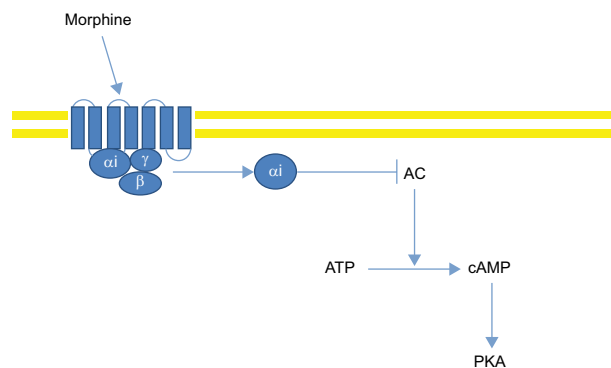 Morphine
αi
γ
β
αi
AC
ATP
cAMP
PKA